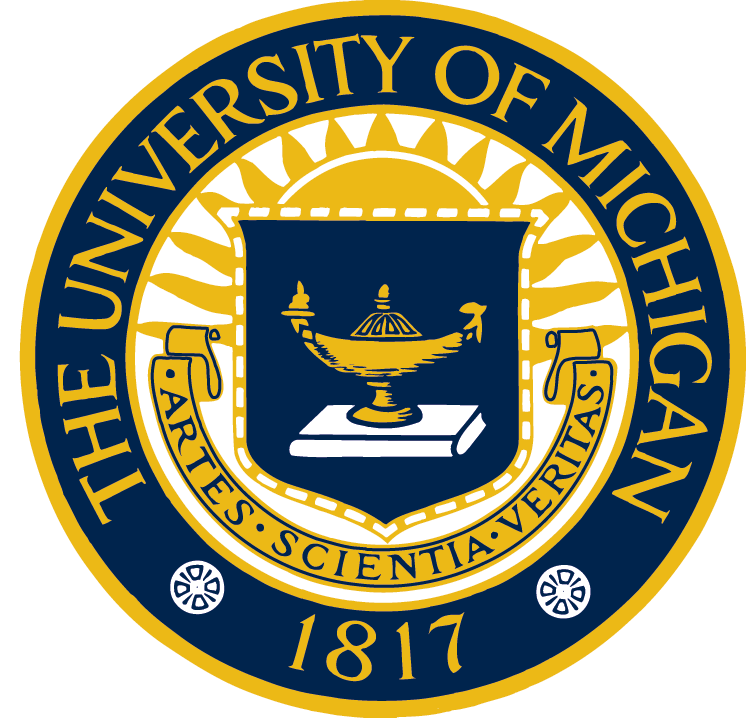 THE UNIVERSITY OF MICHIGAN
ARTES · SCIENTIA · VERITAS
1817